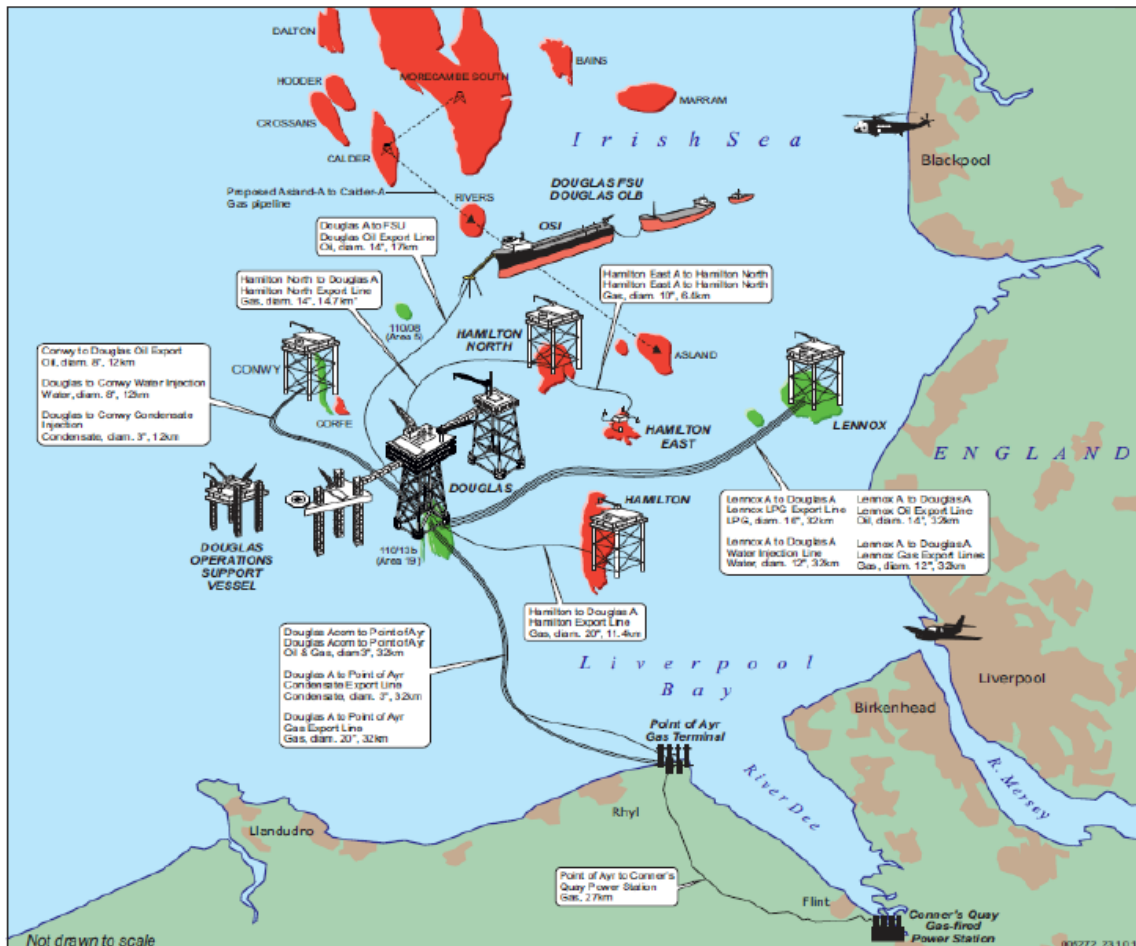 DALTON
HODDER
CROSSANS
MORECAMBE SOUTH
BAINS
MARRAM
CALDER
Irish Sea
Blackpool
Proposed Asland-A to Calder-A
Gas pipeline
RIVERS
DOUGLAS FSU
DOUGLAS CLB
OSI
Douglas A to FSU
Douglas Oil Export Line
Oil, diam. 14", 17km
Hamilton North to Douglas A
Hamilton North Export Line
Gas, diam. 14", 14.7km
Hamilton East A to Hamilton North
Hamilton East A to Hamilton North
Gas, diam. 10", 6.4km
110/08
HAMILTON
NORTH
ASLAND
Conwy to Douglas Oil Export
Oil, diam. 8", 12km
Douglas to Conwy Water Injection
Water, diam. 8", 12km
Douglas to Conwy Condensate
Injection
Condensate, diam. 3", 12km
CONWY
CORFE
HAMILTON
EAST
LENNOX
ENGLAND
DOUGLAS
HAMILTON
DOUGLAS
OPERATIONS
SUPPORT
VESSEL
110/13b
(Area 19)
Lennox A to Douglas A
Lennox LPG Export Line
LPG, diam. 16", 32km
Lennox A to Douglas A
Water Injection Line
Water, diam. 12", 32km
Lennox A to Douglas A
Lennox Oil Export Line
Oil, diam. 14", 32km
Lennox A to Douglas A
Lennox Gas Export Lines
Gas, diam. 12", 32km
Hamilton to Douglas A
Hamilton Export Line
Gas, diam. 20", 11.4km
Douglas Acorn to Point of Ayr
Douglas Acorn to Point of Ayr
Oil & Gas, diam 3", 32km
Douglas A to Point of Ayr
Condensate Export Line
Condensate, diam. 3", 32km
Douglas A to Point of Ayr
Gas Export Line
Gas, diam. 20", 32km
Liverpool
Bay
Liverpool
Birkenhead
Point of Ayr
Gas Terminal
River Dee
R. Mersey
Rhyl
Llandudno
Point of Ayr to Conner's
Quay Power Station
Gas, 27km
Flint
Conner's Quay
Gas-fired
Power Station
Not drawn to scale